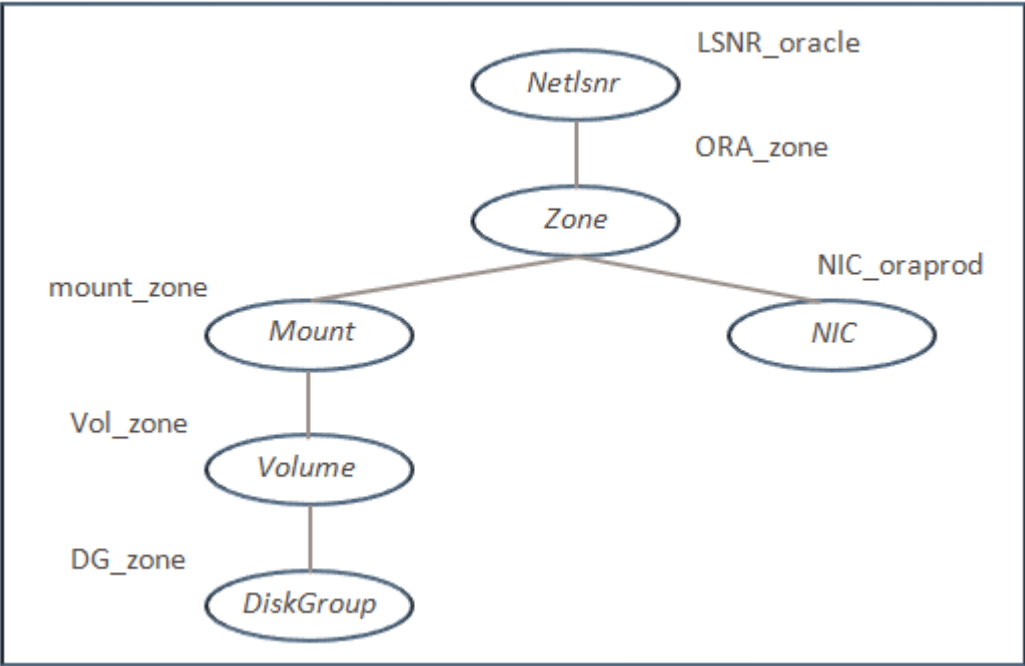 LSNR_oracle
Netlsnr
ORA_zone
Zone
NIC_oraprod
mount_zone
Mount
NIC
Vol_zone
Volume
DG_zone
DiskGroup